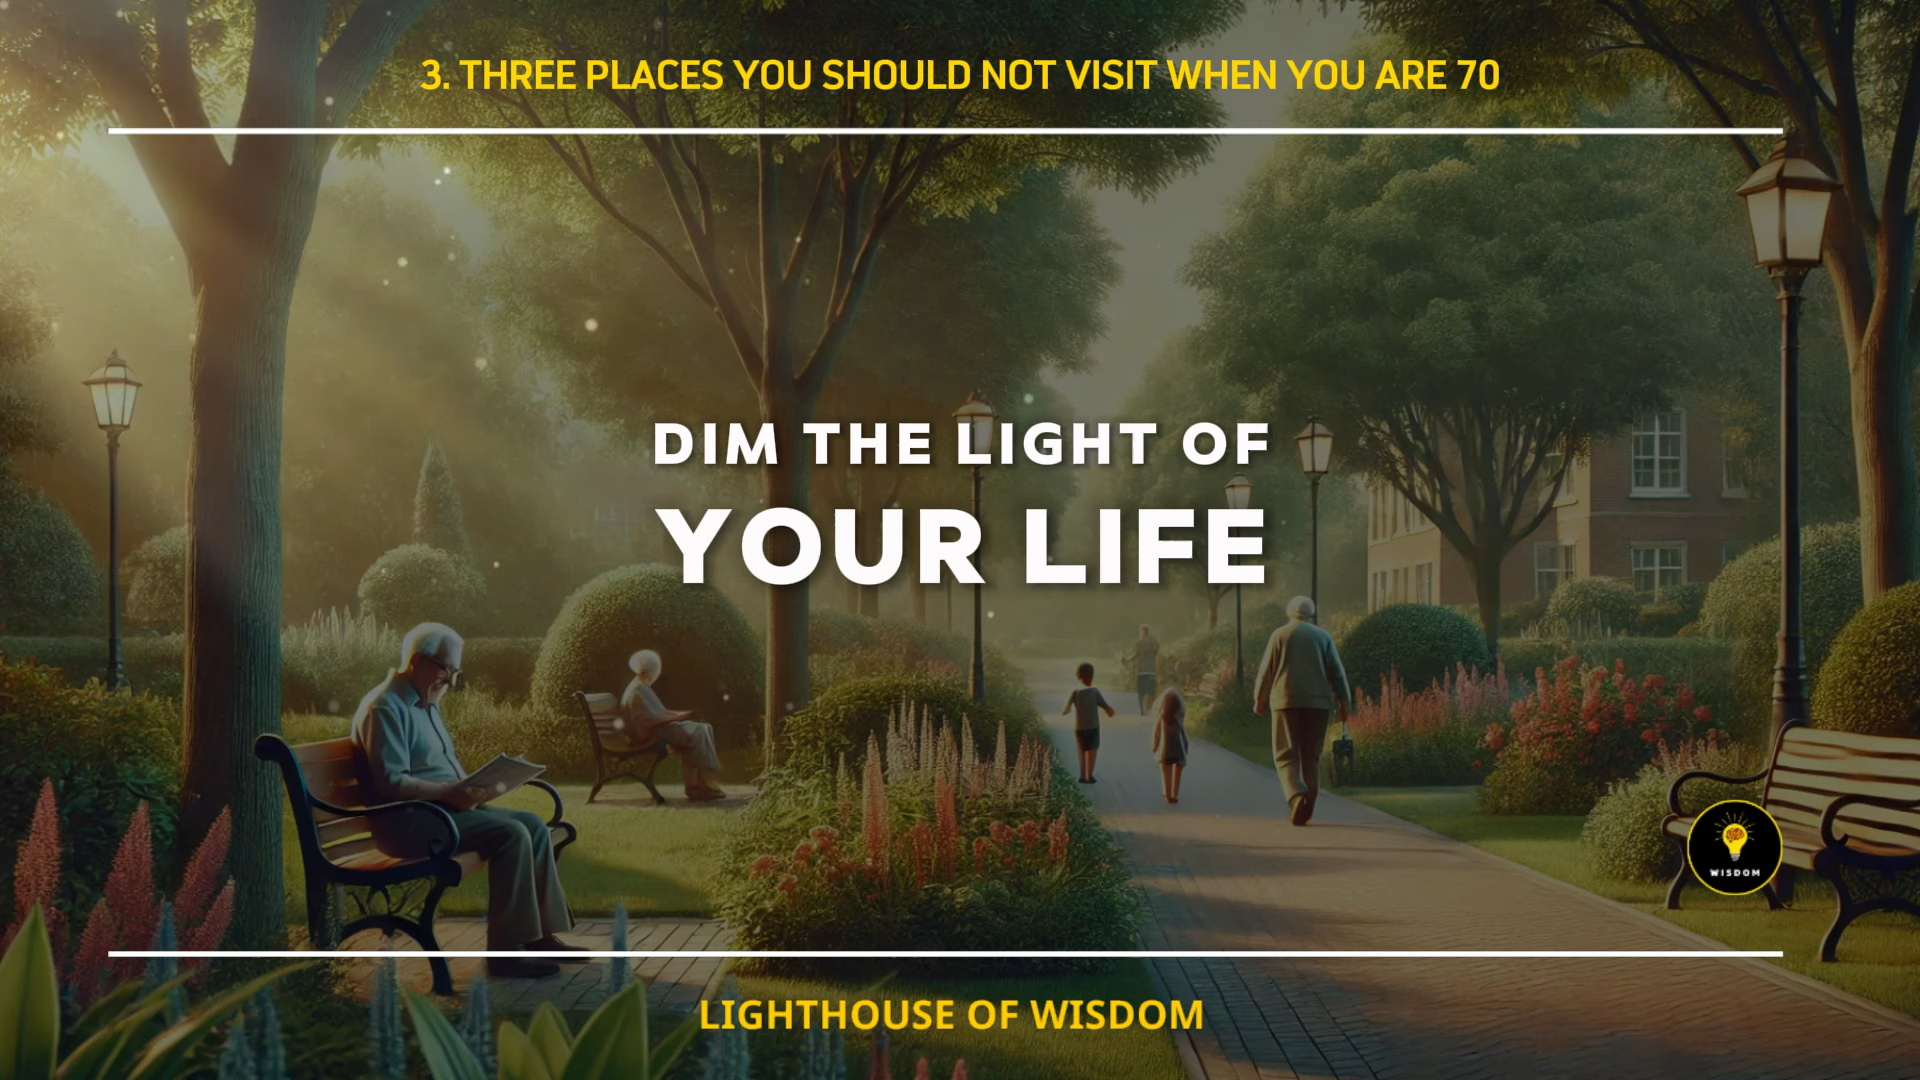 3. THREE PLACES YOU SHOULD NOT VISIT WHEN YOU ARE 70
DIM THE LIGHT OF
YOUR LIFE
WISDOM
LIGHTHOUSE OF WISDOM